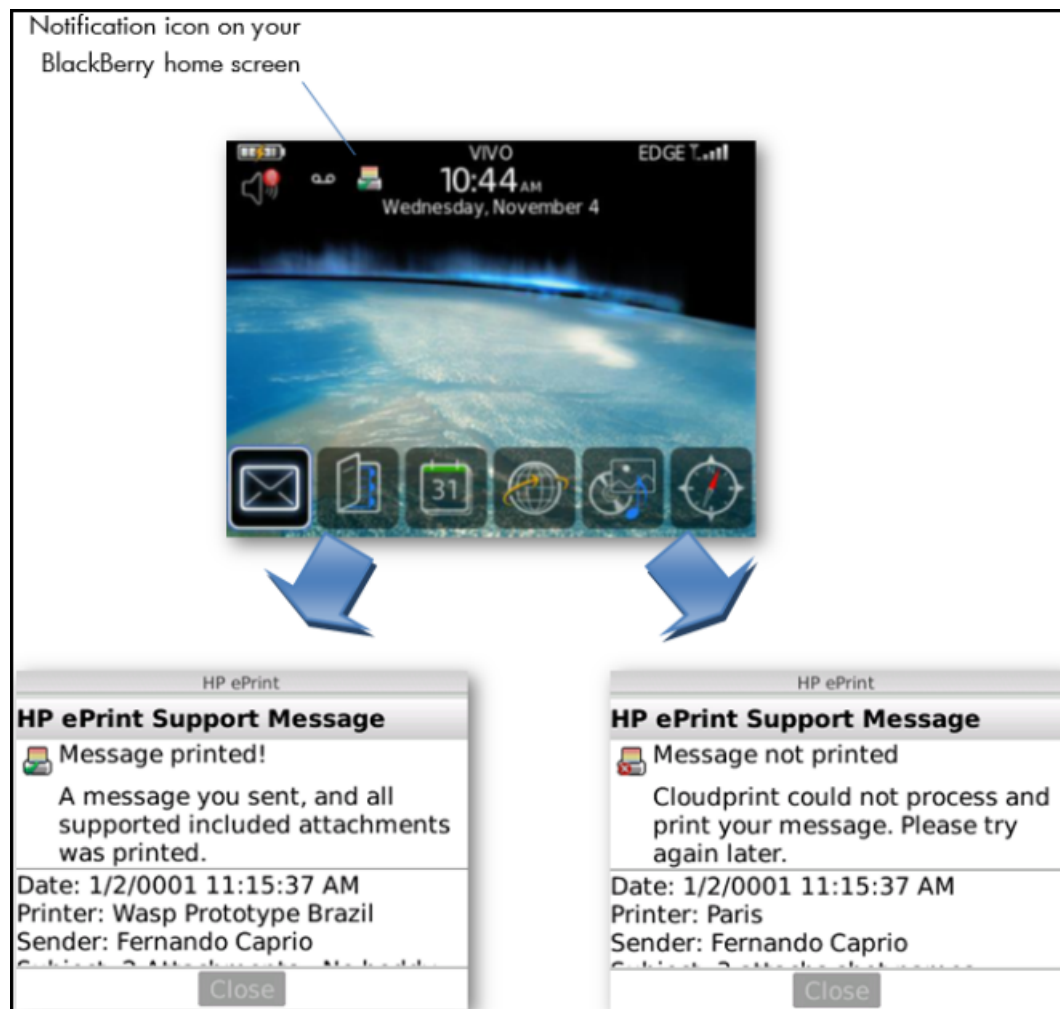 Notification icon on your
BlackBerry home screen
VIVO
EDGE
10:44 AM
Wednesday, November 4
31
HP ePrint
HP ePrint Support Message
Message printed!
A message you sent, and all
supported included attachments
was printed.
Date: 1/2/0001 11:15:37 AM
Printer: Wasp Prototype Brazil
Sender: Fernando Caprio
Close
HP ePrint
HP ePrint Support Message
Message not printed
Cloudprint could not process and
print your message. Please try
again later.
Date: 1/2/0001 11:15:37 AM
Printer: Paris
Sender: Fernando Caprio
Close